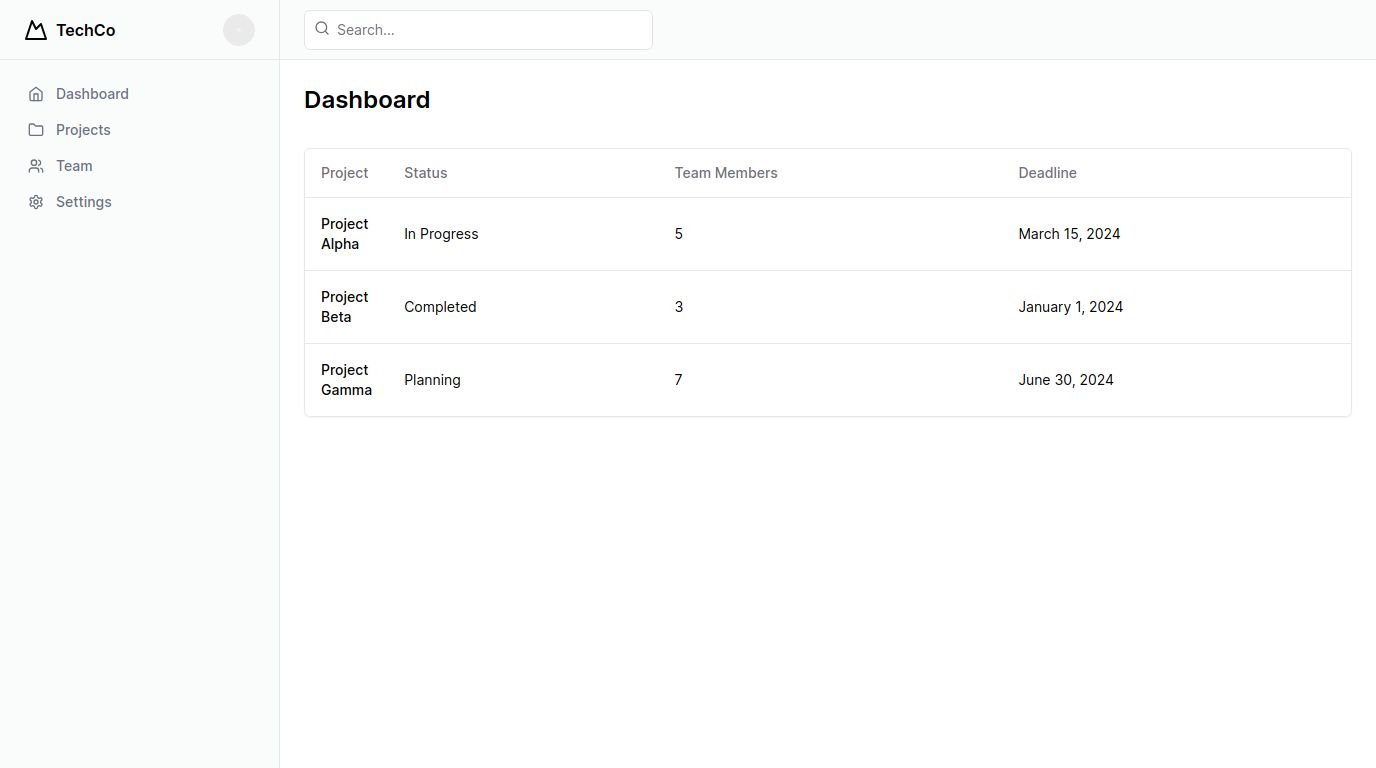 TechCo
Search...
Dashboard
Projects
Team
Settings
Dashboard
Project Status Team Members Deadline
Project
Alpha
In Progress 5 March 15, 2024
Project
Beta
Completed 3 January 1, 2024
Project
Gamma
Planning 7 June 30, 2024